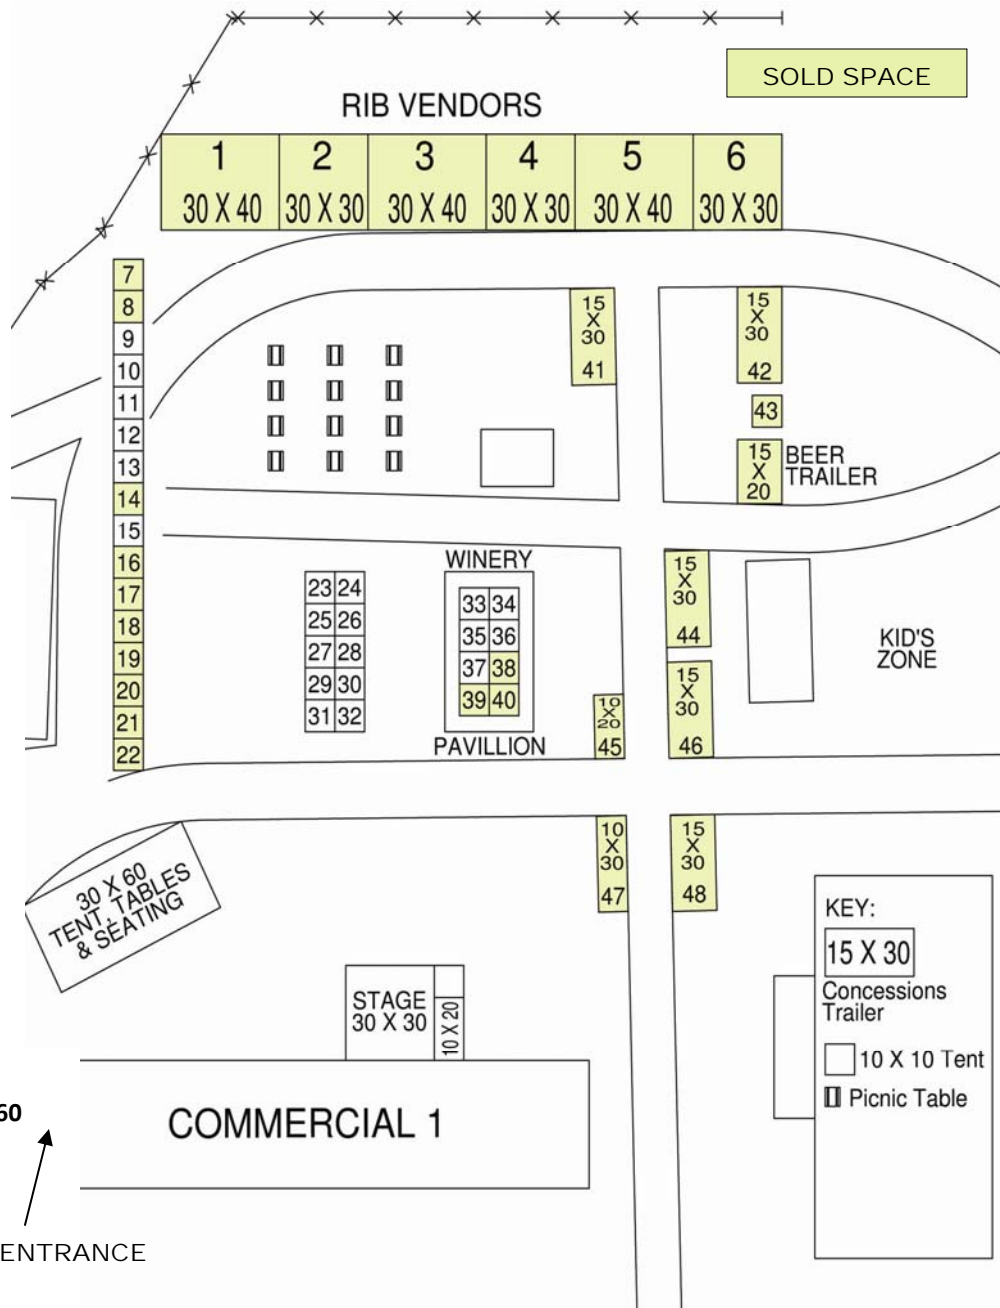 SOLD SPACE
RIB VENDORS
1 2 3 4 5 6
30 X 40 30 X 30 30 X 40 30 X 30 30 X 40 30 X 30
7
8
9
10
11
12
13
14
15
16
17
18
19
20
21
22
15
X
30
41
15
X
30
42
43
15
X
20
BEER
TRAILER
WINERY
23 24
25 26
27 28
29 30
31 32
33 34
35 36
37 38
39 40
PAVILLION
15
X
30
44
10
X
20
45
15
X
30
46
KID'S
ZONE
10
X
30
47
15
X
30
48
30 X 60
TENT, TABLES
& SEATING
STAGE
30 X 30
10 X 20
COMMERCIAL 1
60
ENTRANCE
KEY:
15 X 30
Concessions
Trailer
10 X 10 Tent
Picnic Table